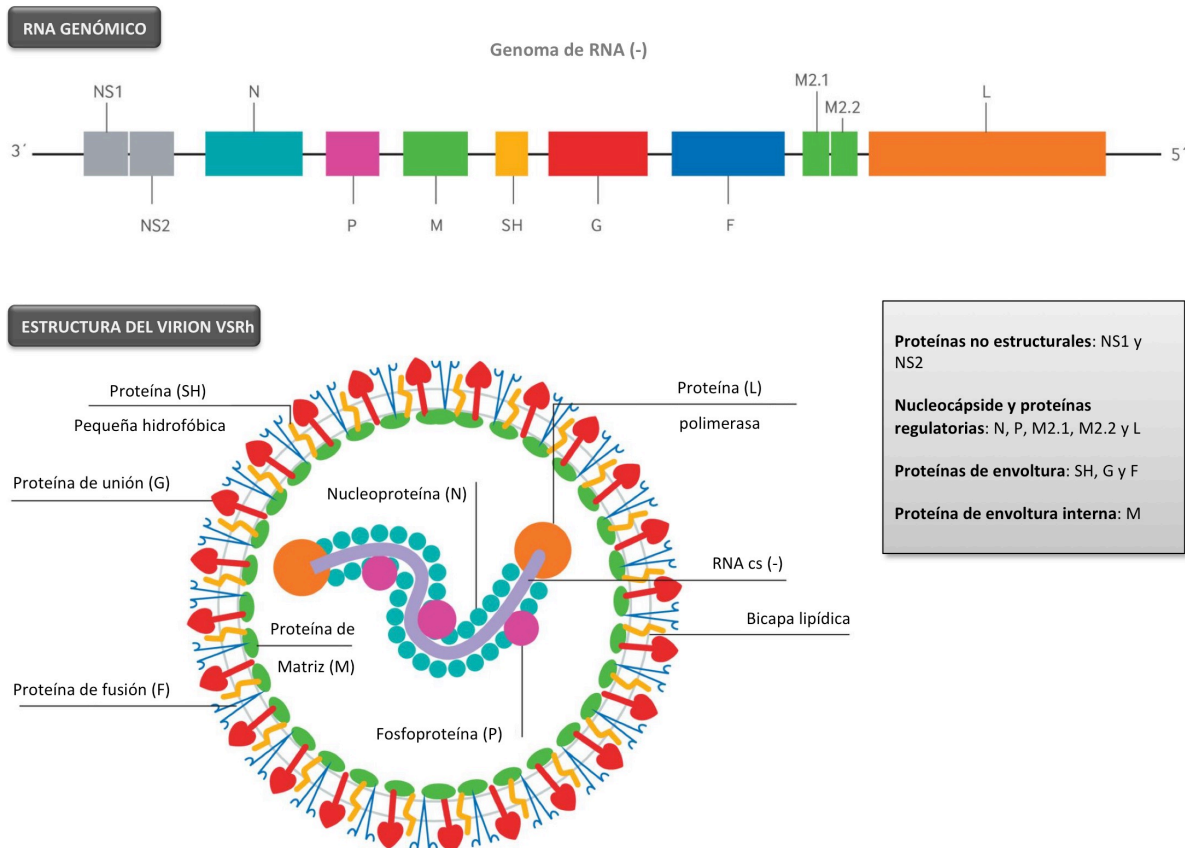 RNA GENÓMICO
Genoma de RNA (-)
NS1
N
M2.1
M2.2
L
3´
5´
NS2
P
M
SH
G
F
ESTRUCTURA DEL VIRION VSRh
Proteína (SH)
Pequeña hidrofóbica
Proteína (L)
polimerasa
Proteína de unión (G)
Nucleoproteína (N)
RNA cs (-)
Bicapa lipídica
Proteína de
Matriz (M)
Proteína de fusión (F)
Fosfoproteína (P)
Proteínas no estructurales: NS1 y
NS2
Nucleocápside y proteínas
regulatorias: N, P, M2.1, M2.2 y L
Proteínas de envoltura: SH, G y F
Proteína de envoltura interna: M